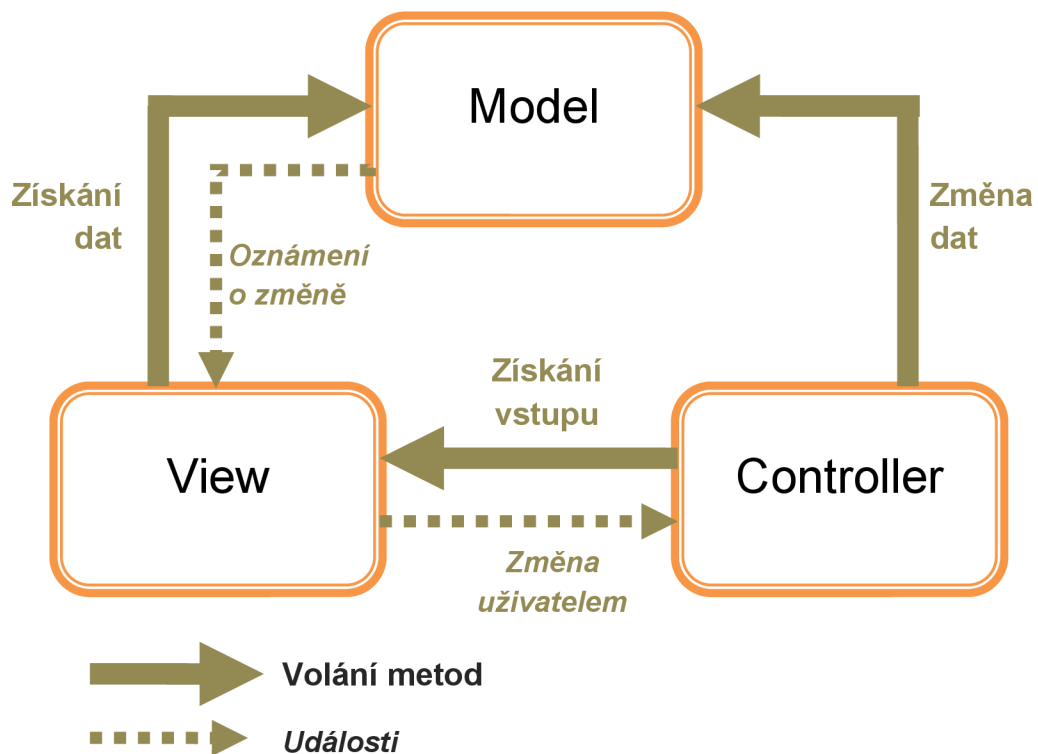 Model
Získání
dat
Změna
dat
Oznámení
o změně
Získání
vstupu
View
Controller
Změna
uživatelem
Volání metod
Události